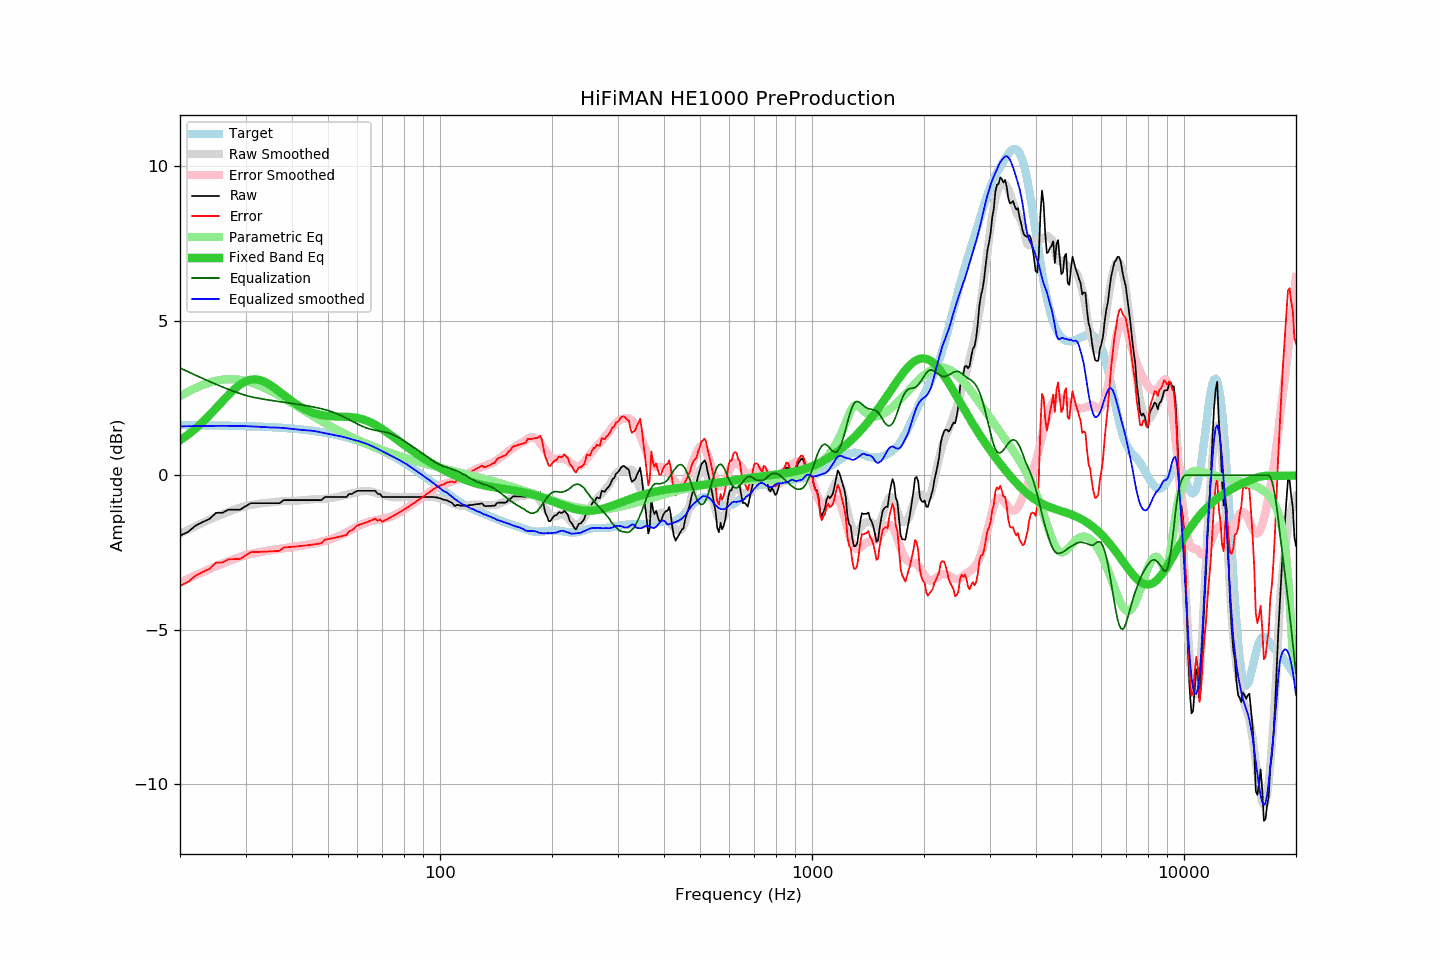 HiFiMAN HE1000 PreProduction
Target
Raw Smoothed
Error Smoothed
Raw
Error
Parametric Eq
Fixed Band Eq
Equalization
Equalized smoothed
10
5
0
−5
−10
Amplitude (dBr)
100
1000
10000
Frequency (Hz)